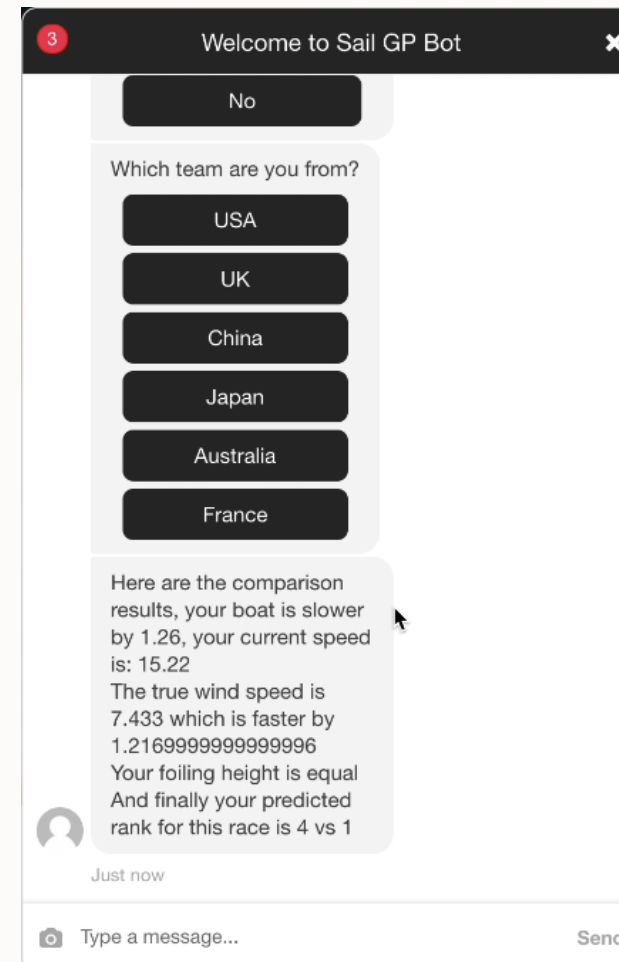 3
Welcome to Sail GP Bot
No
Which team are you from?
USA
UK
China
Japan
Australia
France
Here are the comparison
results, your boat is slower
by 1.26, your current speed
is: 15.22
The true wind speed is
7.433 which is faster by
1.2169999999999996
Your foiling height is equal
And finally your predicted
rank for this race is 4 vs 1
Just now
Type a message...
Send